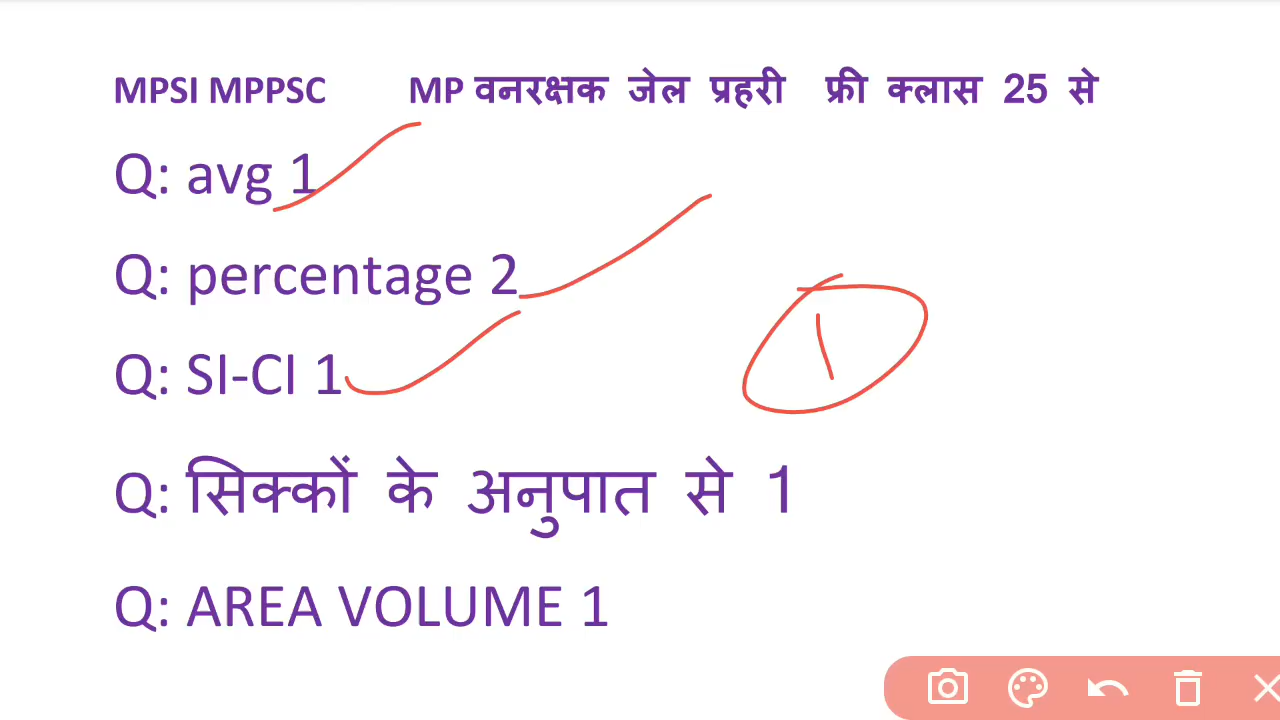 MPSI MPPSC MP वनरक्षक जेल प्रहरी फ्री क्लास 25 से
Q: avg 1
Q: percentage 2
1
Q: SI-CI 1
Q: सिक्कों के अनुपात से 1
Q: AREA VOLUME 1